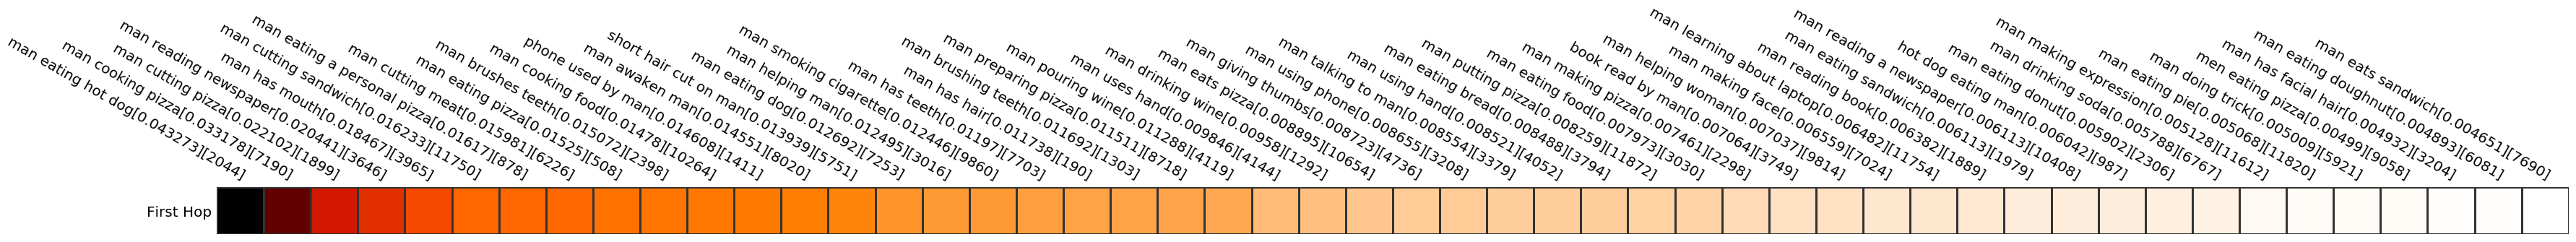 man eating hot dog[0.043273][2044]
man cooking pizza[0.033178][7190]
man cutting pizza[0.022102][1899]
man reading newspaper[0.020441][3646]
man has mouth[0.018467][3965]
man cutting sandwich[0.016233][11750]
man eating a personal pizza[0.01617][878]
man cutting meat[0.015981][6226]
man eating pizza[0.01525][508]
man brushes teeth[0.015072][2398]
man cooking food[0.01478][10264]
phone used by man[0.014608][1411]
man awaken man[0.014551][8020]
short hair cut on man[0.013939][5751]
man eating dog[0.012692][7253]
man helping man[0.012495][3016]
man smoking cigarette[0.012446][9860]
man has teeth[0.01197][7703]
man has hair[0.011738][190]
man brushing teeth[0.011692][1303]
man preparing pizza[0.011511][8718]
man pouring wine[0.011288][4119]
man uses hand[0.009846][4144]
man drinking wine[0.00958][1292]
man eats pizza[0.008895][1054]
man giving thumbs[0.008723][4736]
man using phone[0.008655][3208]
man talking to man[0.008554][3379]
man using hand[0.008521][4052]
man eating bread[0.008488][394]
man putting pizza[0.008259][11872]
man eating food[0.00797][3030]
man making pizza[0.007461][2298]
book read by man[0.007064][3749]
man helping woman[0.007037][9814]
man making face[0.006559][7024]
man learning about laptop[0.006482][11754]
man reading book[0.006382][1889]
man eating sandwich[0.006113][1979]
man reading a newspaper[0.006113][10408]
hot dog eating man[0.006042][987]
man eating donut[0.005902][2306]
man drinking soda[0.005788][6767]
man making expression[0.005128][11612]
man eating pie[0.005068][11820]
man doing trick[0.005009][5921]
men eating pizza[0.00499][9058]
man has facial hair[0.004932][3204]
man eating doughnut[0.004893][6081]
man eats sandwich[0.004651][7690]
First Hop